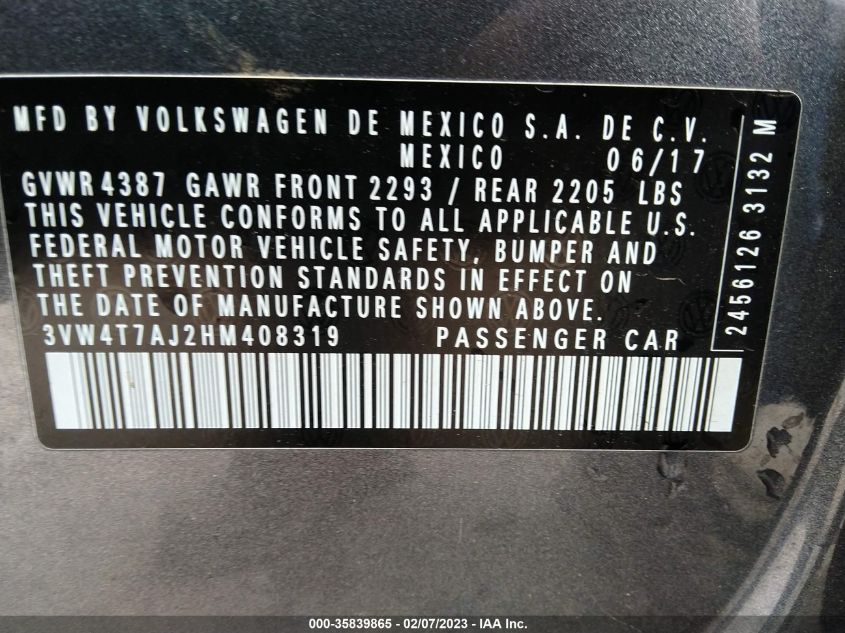 MFD BY VOLKSWAGEN DE MEXICO S.A. DE C.V.
MEXICO 06/17
GVWR 4387 GAWR FRONT 2293 / REAR 2205 LBS
THIS VEHICLE CONFORMS TO ALL APPLICABLE U.S.
FEDERAL MOTOR VEHICLE SAFETY, BUMPER AND
THEFT PREVENTION STANDARDS IN EFFECT ON
THE DATE OF MANUFACTURE SHOWN ABOVE.
3VW4T7AJ2HM408319 PASSENGER CAR
2456126 3132 M
000-35839865 - 02/07/2023 - IAA Inc.